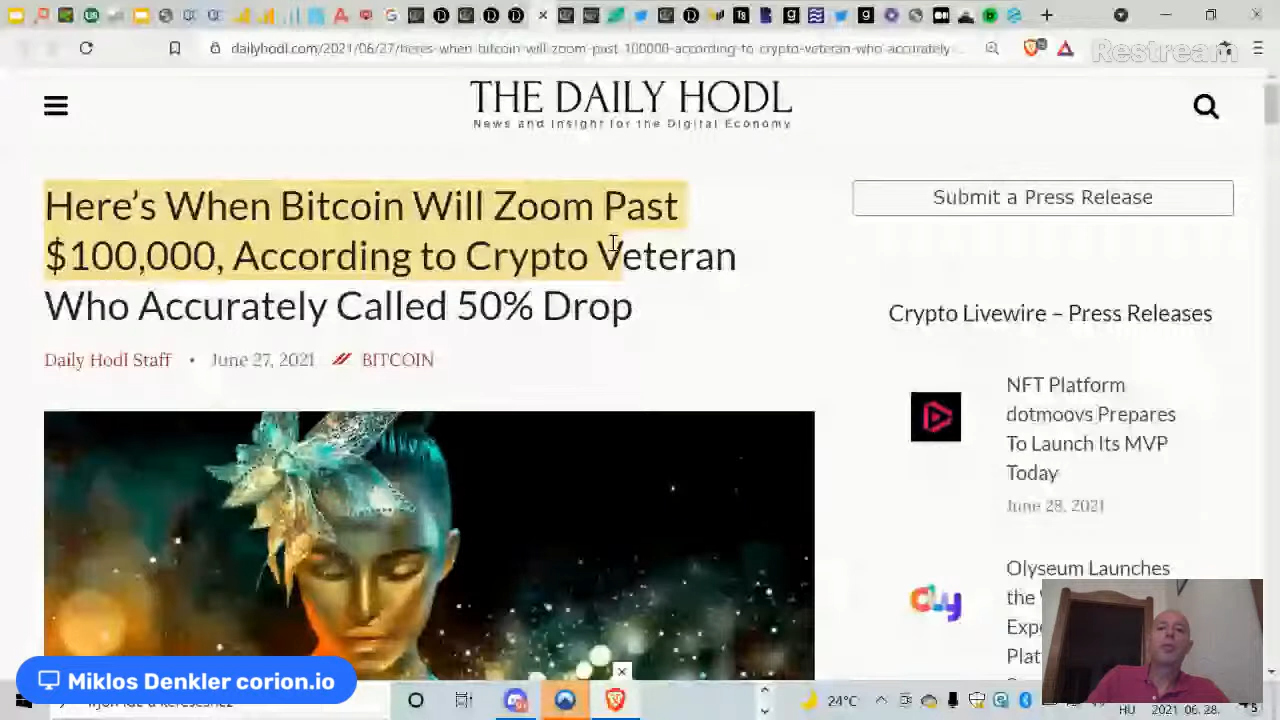 dailyhodl.com/2021/06/27/heres-when-bitcoin-will-zoom-past-100000-according-to-crypto-veteran-who-accurately-
Restream
THE DAILY HODL
News and Insight for the Digital Economy
Here's When Bitcoin Will Zoom Past
$100,000, According to Crypto Veteran
Who Accurately Called 50% Drop
Daily Hodl Staff • June 27, 2021 BITCOIN
Submit a Press Release
Crypto Livewire – Press Releases
NFT Platform
dotmoovs Prepares
To Launch Its MVP
Today
June 28, 2021
Oly
Olyseum Launches
the
Plat
Miklos Denkler corion.io
24°C
HU
2021. 06. 28.